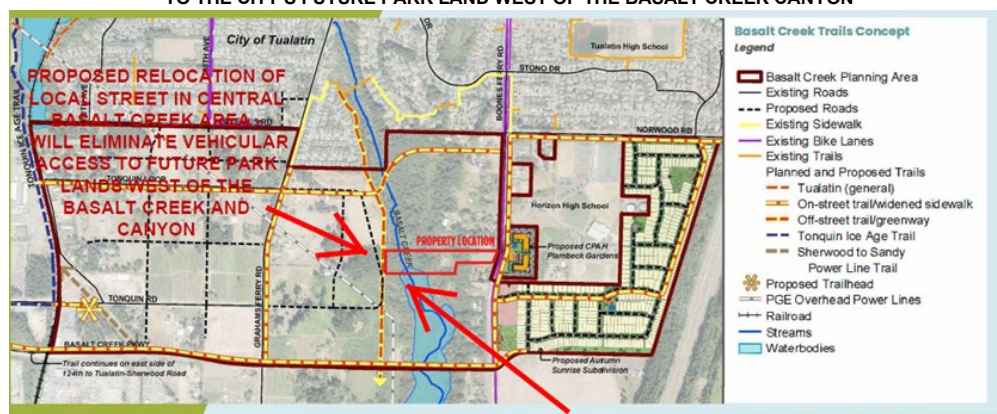 TO THE CITY'S FUTURE PARK LAND WEST OF THE BASALT CREEK CANYON
City of Tualatin
Tualatin High School
STONO DR
BOONES FERRY RD
NORWOOD RD
PROPOSED RELOCATION OF
LOCAL STREET IN CENTRAL
BASALT CREEK AREA
WILL ELIMINATE VEHICULAR
ACCESS TO FUTURE PARK
LANDS WEST OF THE
BASALT CREEK AND
CANYON
Horizon High School
BASALT CREEK
PROPERTY LOCATION
Proposed CPAH
Plambeck Gardens
GRAHAMS FERRY RD
TONQUIN RD
BASALT CREEK PKWY
Trail continues on east side of
124th to Tualatin-Sherwood Road
Proposed Autumn
Sunrise Subdivision
Basalt Creek Trails Concept
Legend
Basalt Creek Planning Area
Existing Roads
Proposed Roads
Existing Sidewalk
Existing Bike Lanes
Existing Trails
Planned and Proposed Trails
Tualatin (general)
On-street trail/widened sidewalk
Off-street trail/greenway
Tonquin Ice Age Trail
Sherwood to Sandy
Power Line Trail
Proposed Trailhead
PGE Overhead Power Lines
Railroad
Streams
Waterbodies